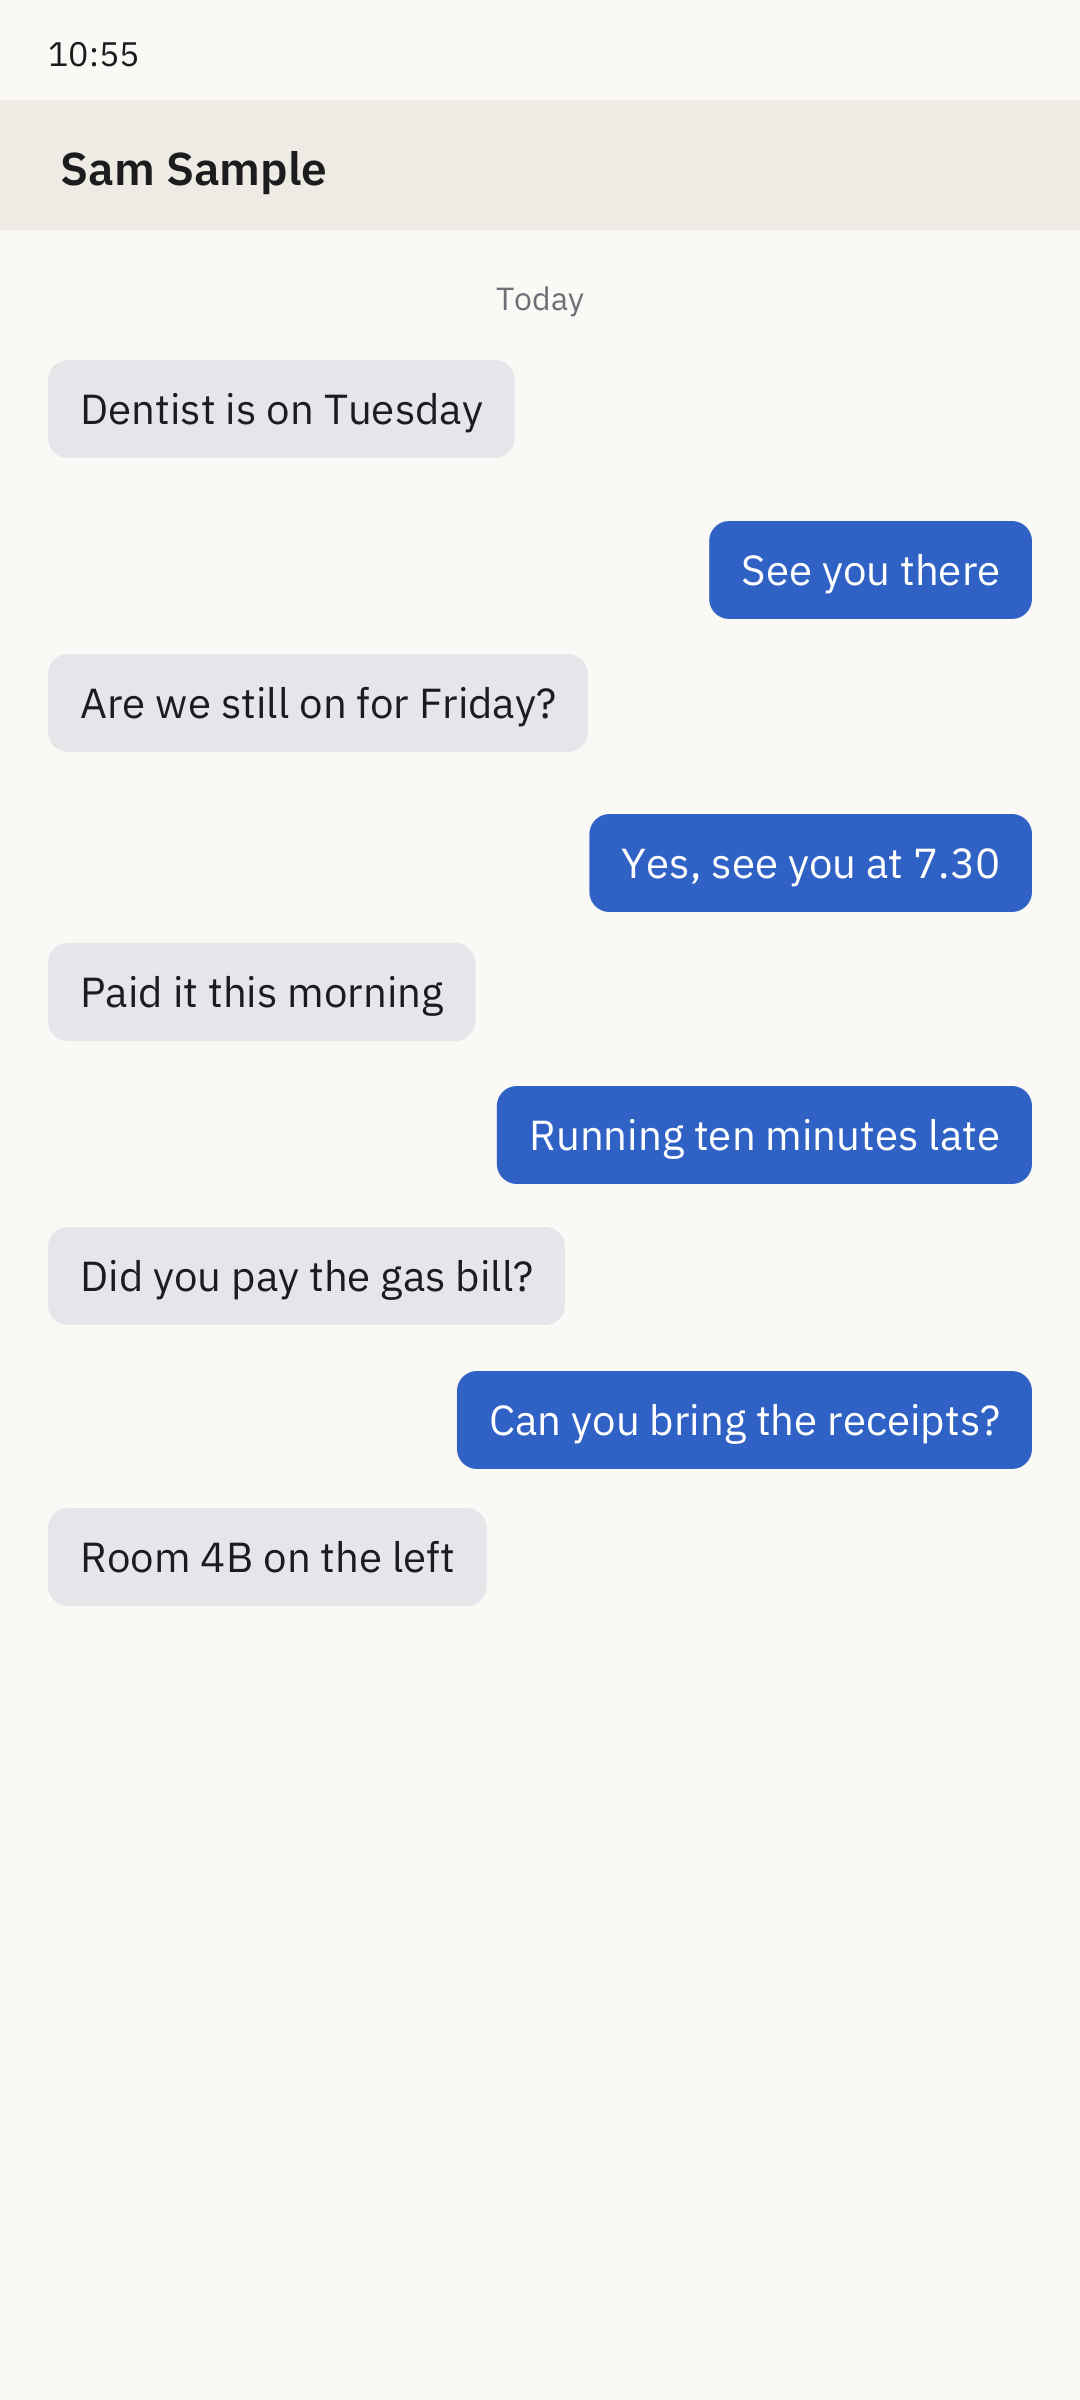 10:55
Sam Sample
Today
Dentist is on Tuesday
See you there
Are we still on for Friday?
Yes, see you at 7.30
Paid it this morning
Running ten minutes late
Did you pay the gas bill?
Can you bring the receipts?
Room 4B on the left